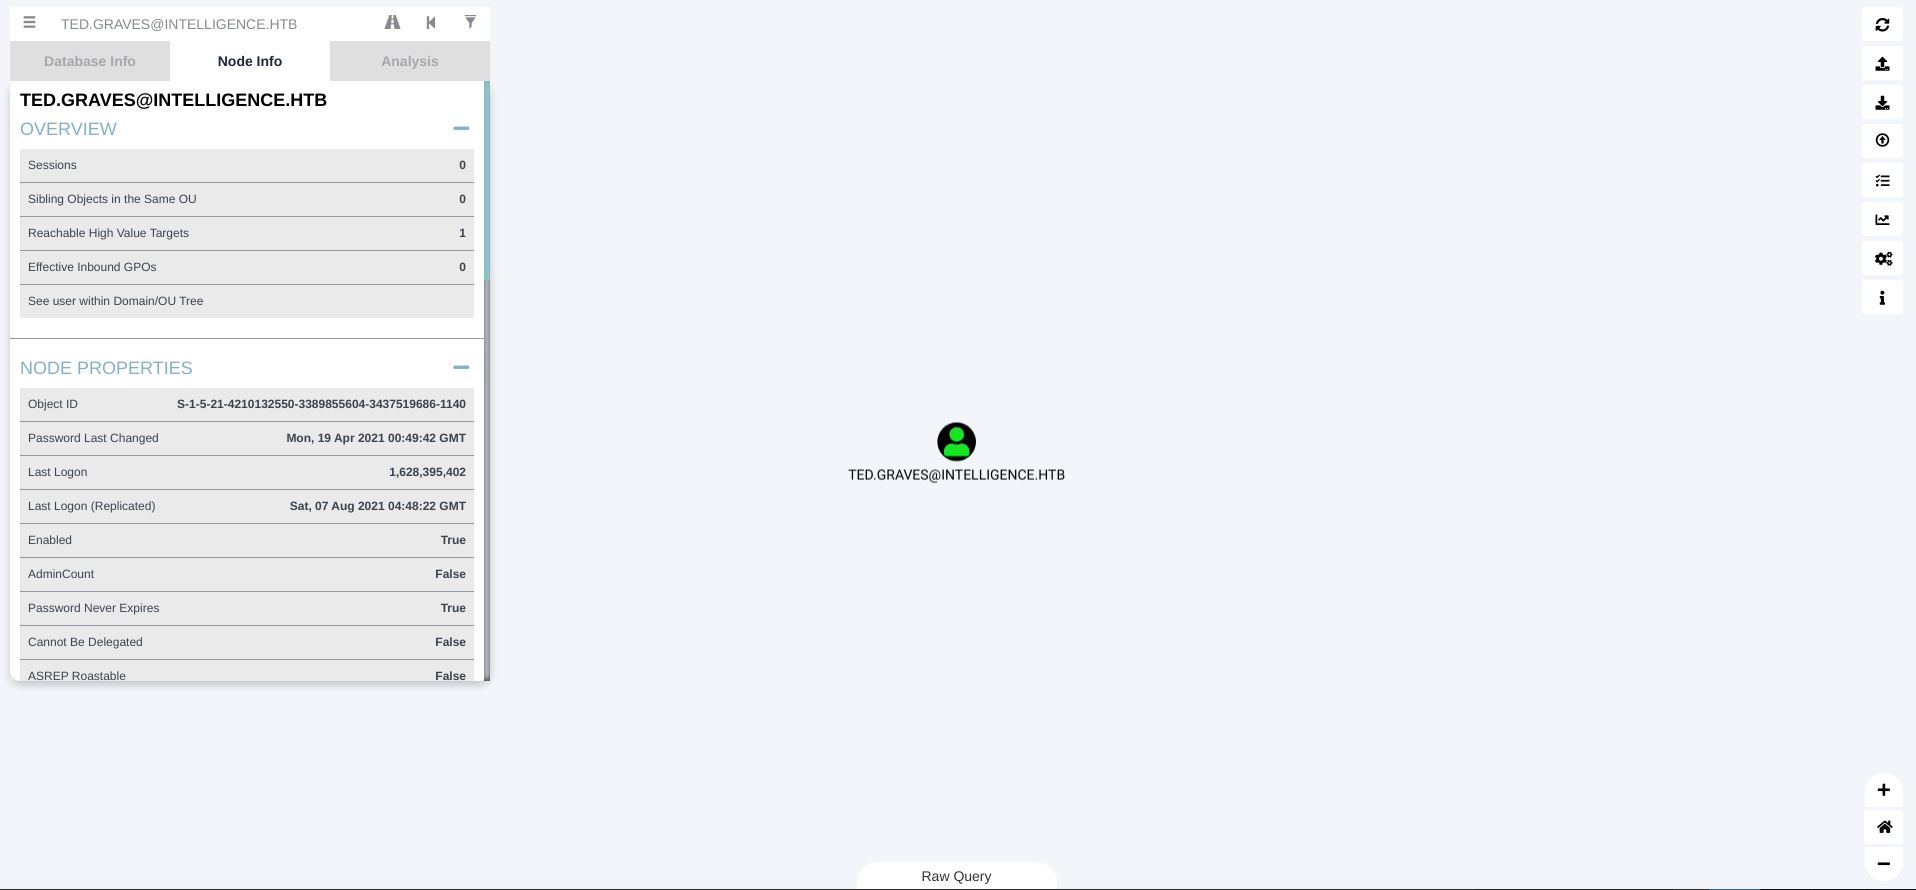 TED.GRAVES@INTELLIGENCE.HTB
Database Info Node Info Analysis
TED.GRAVES@INTELLIGENCE.HTB
OVERVIEW
Sessions 0
Sibling Objects in the Same OU 0
Reachable High Value Targets 1
Effective Inbound GPOs 0
See user within Domain/OU Tree
NODE PROPERTIES
Object ID S-1-5-21-4210132550-3389855604-3437519686-1140
Password Last Changed Mon, 19 Apr 2021 00:49:42 GMT
Last Logon 1,628,395,402
Last Logon (Replicated) Sat, 07 Aug 2021 04:48:22 GMT
Enabled True
AdminCount False
Password Never Expires True
Cannot Be Delegated False
ASREP Roastable False
TED.GRAVES@INTELLIGENCE.HTB
Raw Query